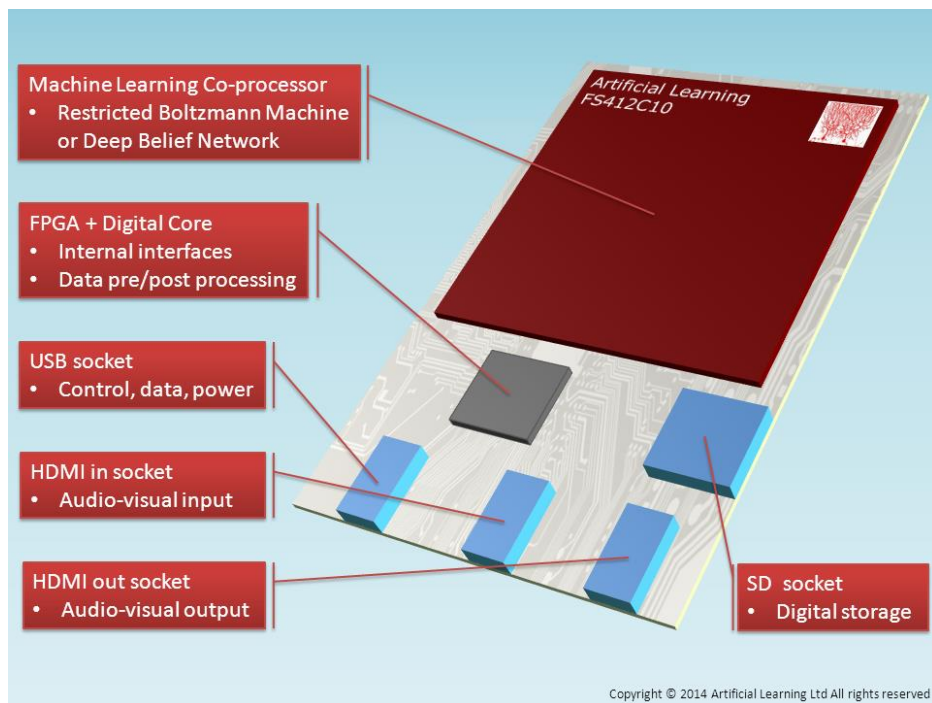 Machine Learning Co-processor
• Restricted Boltzmann Machine
or Deep Belief Network
Artificial Learning
FS412C10
FPGA + Digital Core
• Internal interfaces
• Data pre/post processing
USB socket
• Control, data, power
HDMI in socket
• Audio-visual input
HDMI out socket
• Audio-visual output
SD socket
• Digital storage
Copyright © 2014 Artificial Learning Ltd All rights reserved